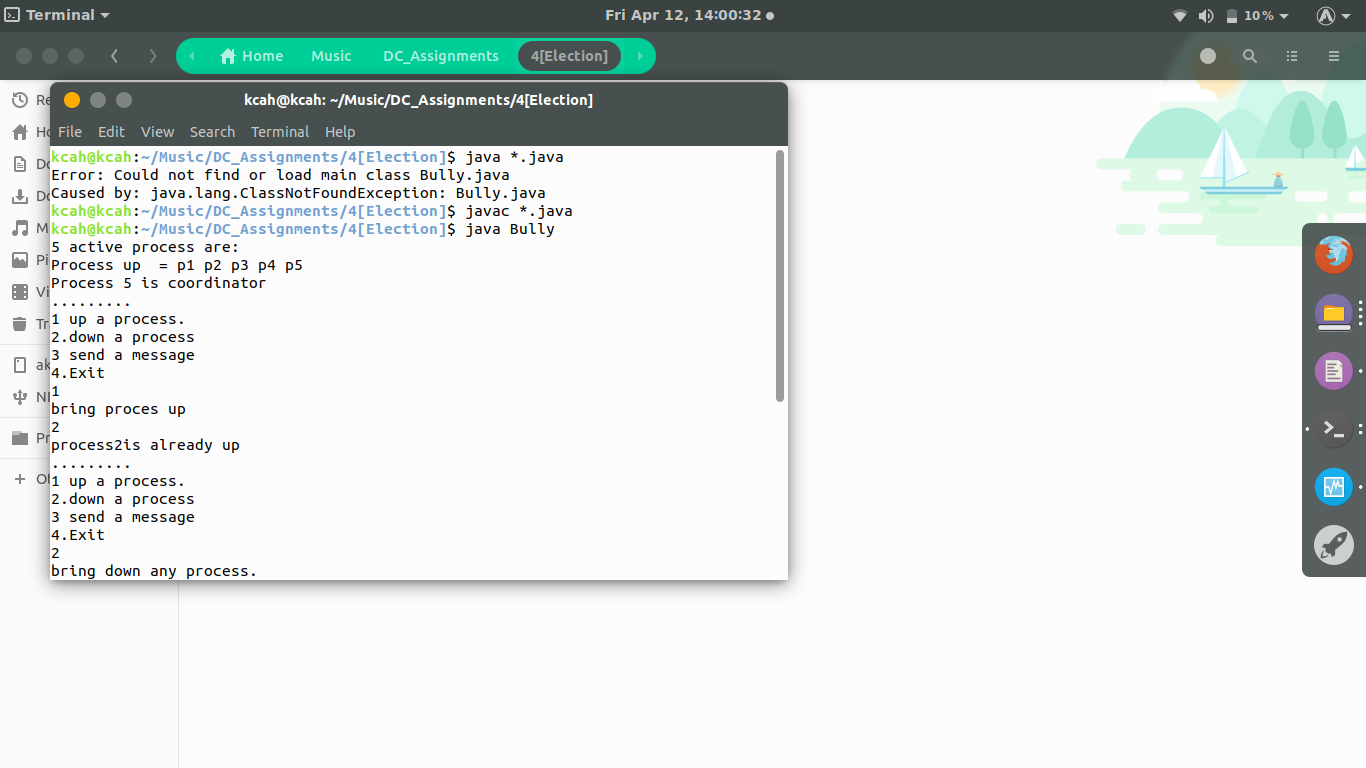 Terminal
Fri Apr 12, 14:00:32
10 %
Home
Music
DC_Assignments
4[Election]
Re
Ho
Do
Do
M
Pi
Vi
Tr
ak
Pr
kcah@kcah: ~/Music/DC_Assignments/4[Election]
File Edit View Search Terminal Help
kcah@kcah:~/Music/DC_Assignments/4[Election]$ java *.java
Error: Could not find or load main class Bully.java
Caused by: java.lang.ClassNotFoundException: Bully.java
kcah@kcah:~/Music/DC_Assignments/4[Election]$ javac *.java
kcah@kcah:~/Music/DC_Assignments/4[Election]$ java Bully
5 active process are:
Process up  = p1 p2 p3 p4 p5
Process 5 is coordinator
.........
1 up a process.
2.down a process
3 send a message
4.Exit
1
bring proces up
2
process2is already up
.........
1 up a process.
2.down a process
3 send a message
4.Exit
2
bring down any process.